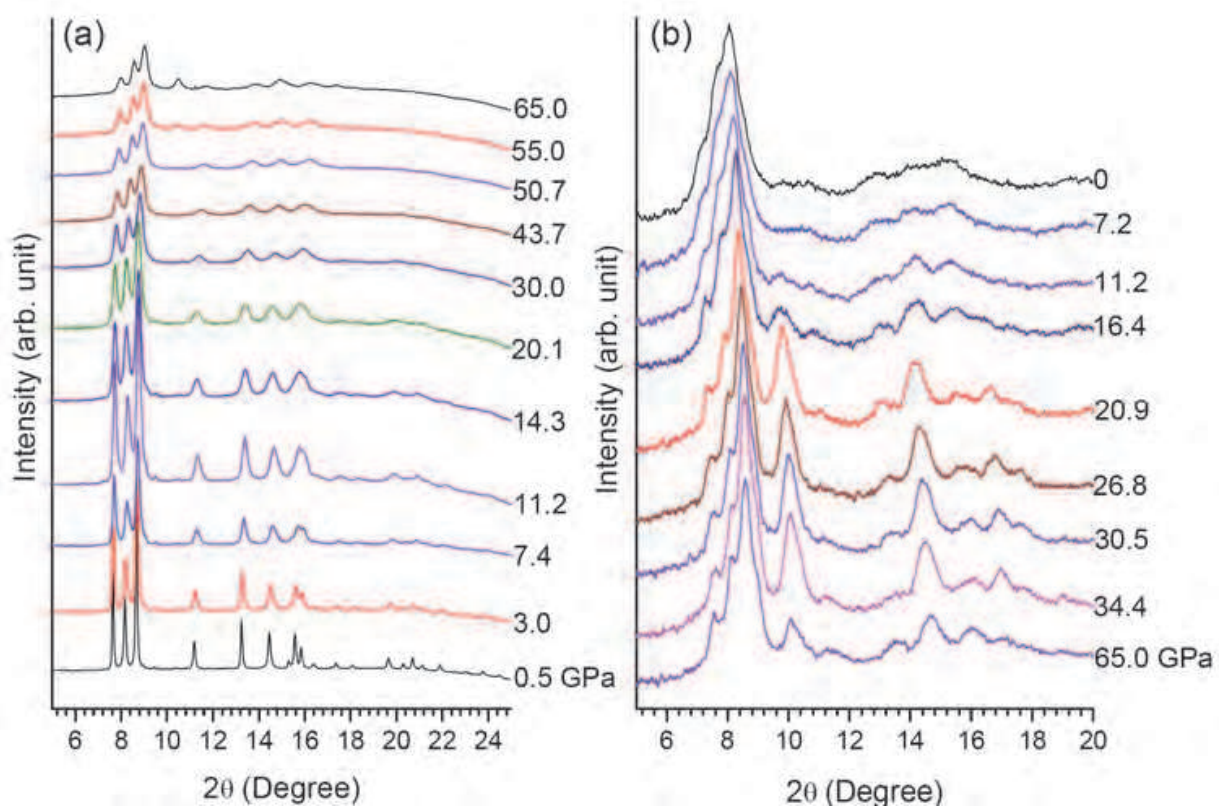 (a)
65.0
55.0
50.7
43.7
30.0
20.1
14.3
11.2
7.4
3.0
0.5 GPa
Intensity (arb. unit)
6 8 10 12 14 16 18 20 22 24
2θ (Degree)
(b)
0
7.2
11.2
16.4
20.9
26.8
30.5
34.4
65.0 GPa
Intensity (arb. unit)
6 8 10 12 14 16 18 20
2θ (Degree)